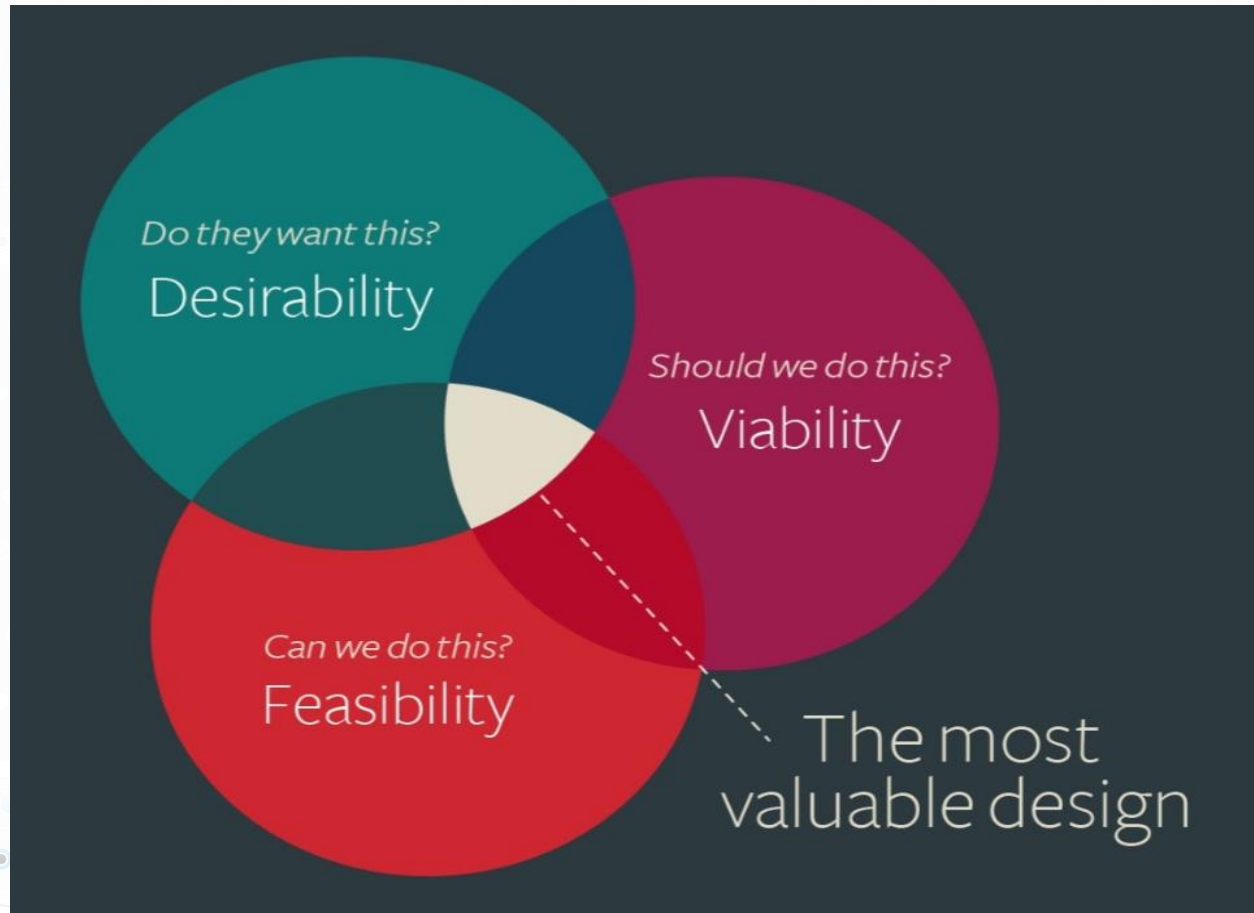 Do they want this?
Desirability
Should we do this?
Viability
Can we do this?
Feasibility
The most
valuable design